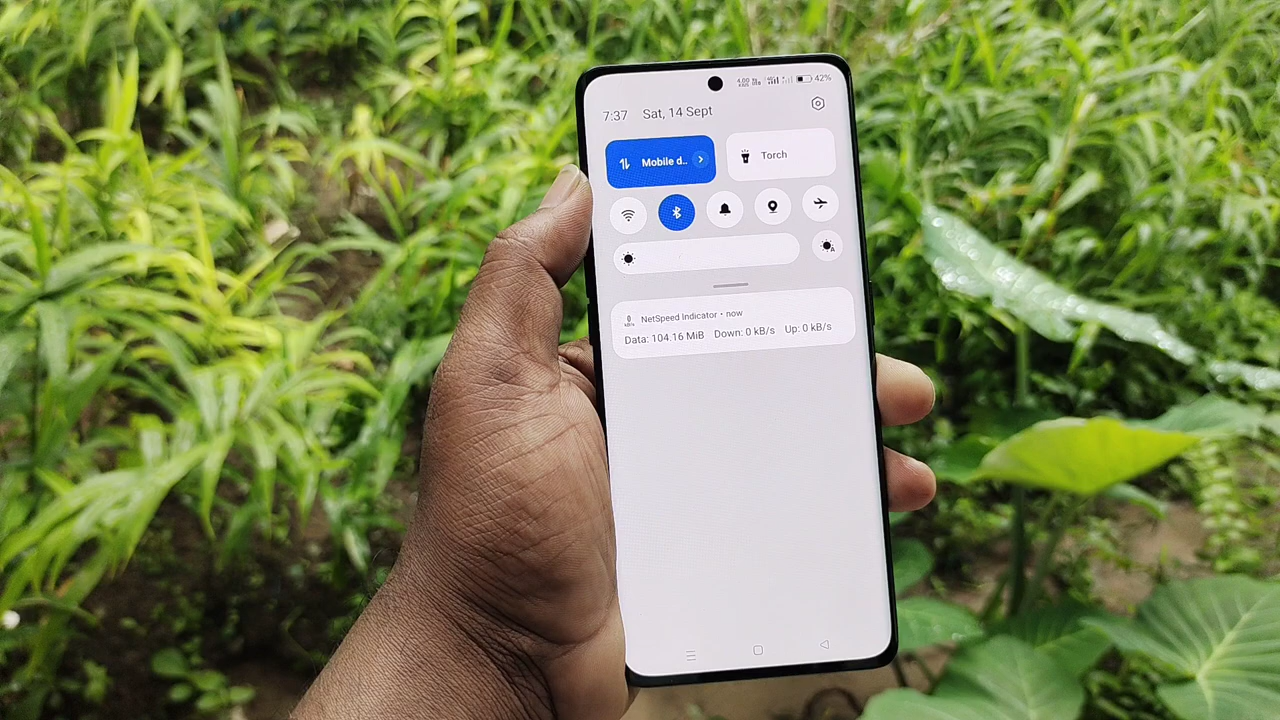 42%
7:37 Sat, 14 Sept
Mobile d..
Torch
NetSpeed Indicator • now
Data: 104.16 MiB Down: 0 kB/s Up: 0 kB/s